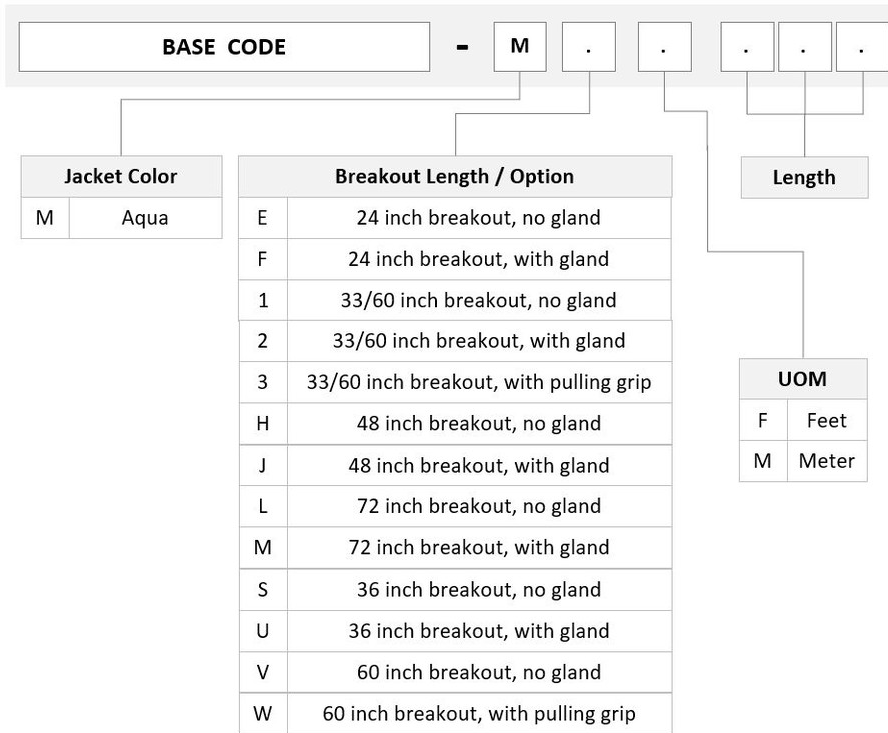 BASE CODE - M . . . . .
Jacket Color
M Aqua
Breakout Length / Option
E 24 inch breakout, no gland
F 24 inch breakout, with gland
1 33/60 inch breakout, no gland
2 33/60 inch breakout, with gland
3 33/60 inch breakout, with pulling grip
H 48 inch breakout, no gland
J 48 inch breakout, with gland
L 72 inch breakout, no gland
M 72 inch breakout, with gland
S 36 inch breakout, no gland
U 36 inch breakout, with gland
V 60 inch breakout, no gland
W 60 inch breakout, with pulling grip
Length
UOM
F Feet
M Meter